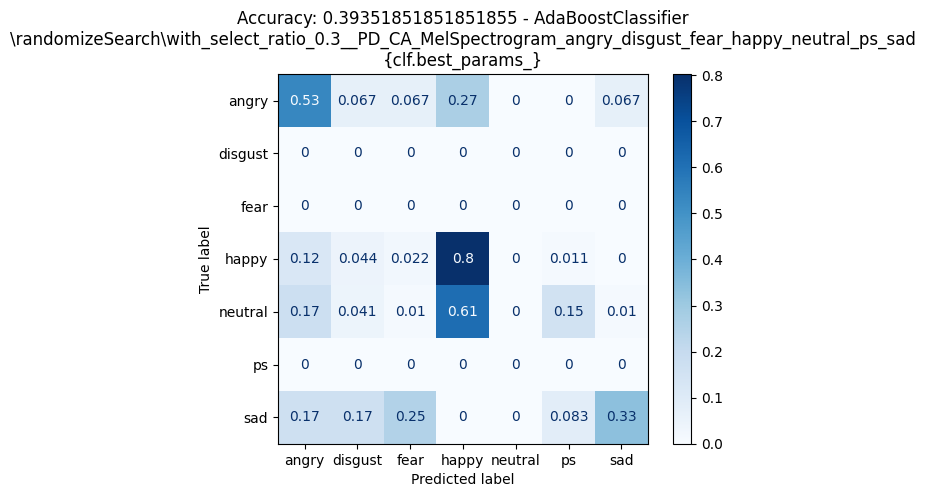 Accuracy: 0.39351851851851855 - AdaBoostClassifier
\randomizeSearch\with_select_ratio_0.3__PD_CA_MelSpectrogram_angry_disgust_fear_happy_neutral_ps_sad
{clf.best_params_}
angry 0.53 0.067 0.067 0.27 0 0 0.067
disgust 0 0 0 0 0 0 0
fear 0 0 0 0 0 0 0
happy 0.12 0.044 0.022 0.8 0 0.011 0
neutral 0.17 0.041 0.01 0.61 0 0.15 0.01
ps 0 0 0 0 0 0 0
sad 0.17 0.17 0.25 0 0 0.083 0.33
angry disgust fear happy neutral ps sad
Predicted label
True label
0.8
0.7
0.6
0.5
0.4
0.3
0.2
0.1
0.0